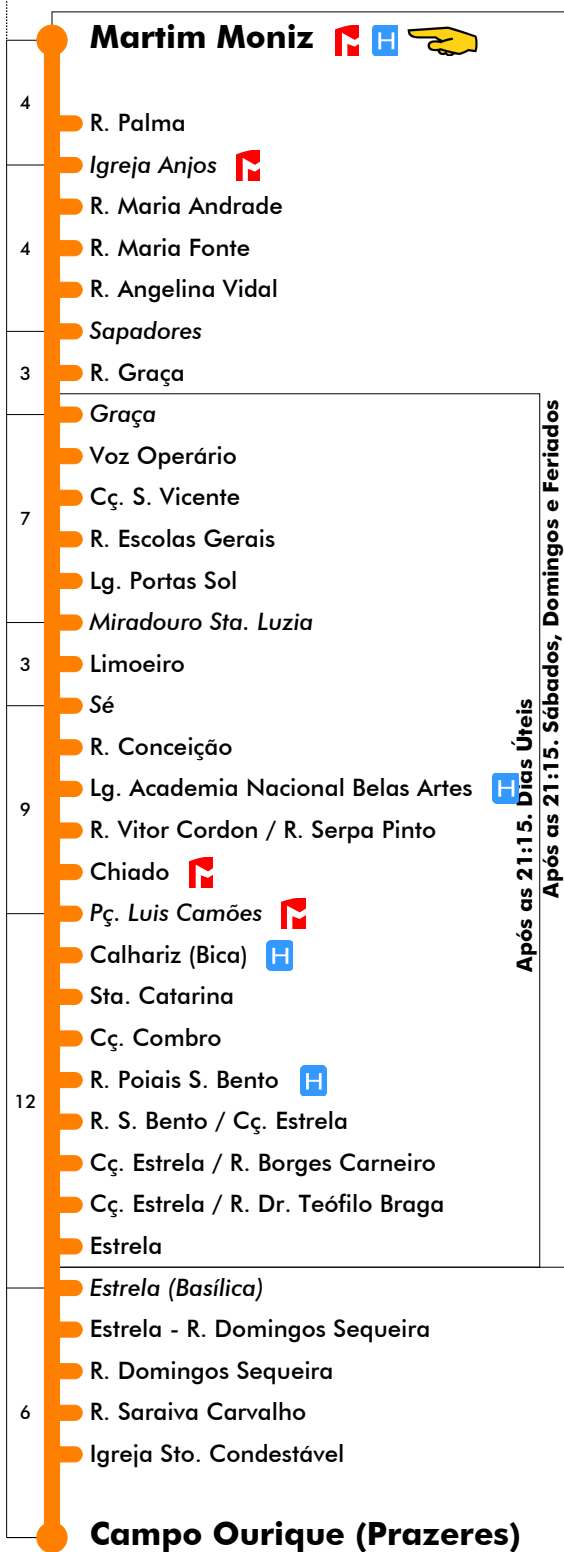 Martim Moniz H
4
R. Palma
Igreja Anjos
R. Maria Andrade
4
R. Maria Fonte
R. Angelina Vidal
Sapadores
3
R. Graça
Graça
Voz Operário
Cç. S. Vicente
7
R. Escolas Gerais
Lg. Portas Sol
Miradouro Sta. Luzia
3
Limoeiro
Sé
R. Conceição
Lg. Academia Nacional Belas Artes H
9
R. Vitor Cordon / R. Serpa Pinto
Chiado
Pç. Luis Camões
Calhariz (Bica) H
Sta. Catarina
Cç. Combro
R. Poiais S. Bento H
12
R. S. Bento / Cç. Estrela
Cç. Estrela / R. Borges Carneiro
Cç. Estrela / R. Dr. Teófilo Braga
Estrela
Estrela (Basílica)
Estrela - R. Domingos Sequeira
R. Domingos Sequeira
6
R. Saraiva Carvalho
Igreja Sto. Condestável
Campo Ourique (Prazeres)
Após as 21:15. Dias Úteis
Após as 21:15. Sábados, Domingos e Feriados